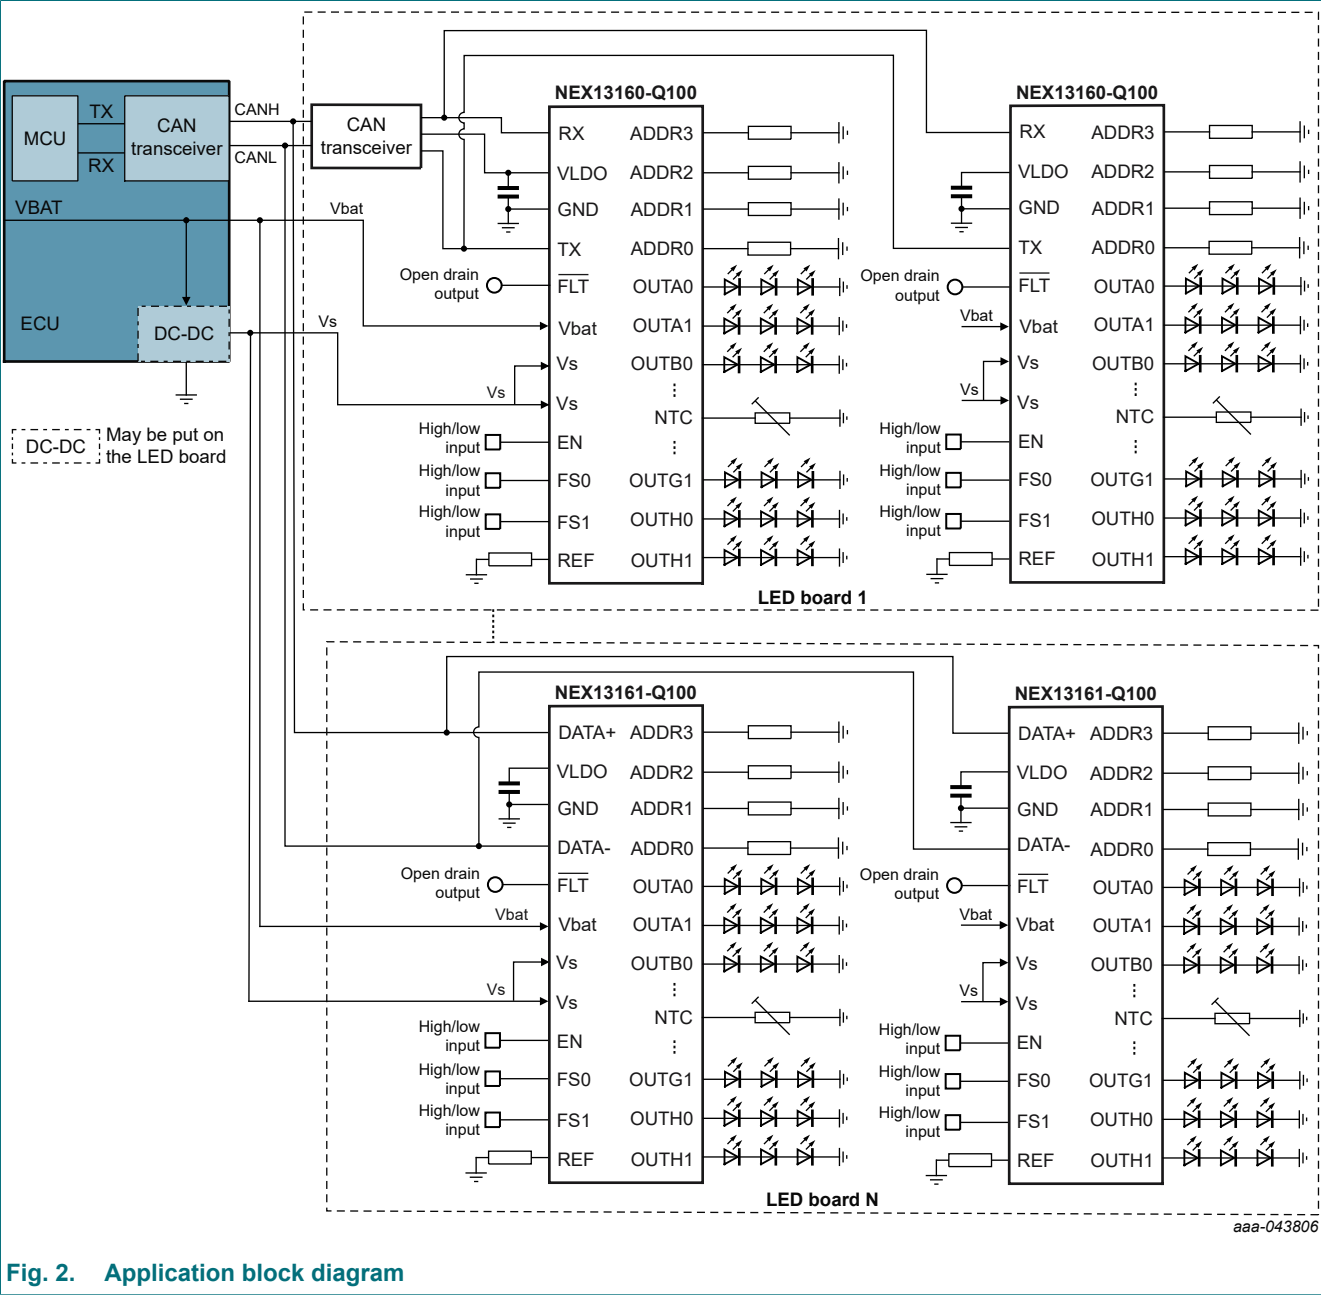 MCU
TX
RX
CAN
transceiver
CANH
CANL
VBAT
ECU
DC-DC
DC-DC
May be put on
the LED board
CAN
transceiver
Vbat
Vs
NEX13160-Q100
RX
VLDO
GND
TX
FLT
Vbat
Vs
Vs
EN
FS0
FS1
REF
ADDR3
ADDR2
ADDR1
ADDR0
OUTA0
OUTA1
OUTB0
NTC
OUTG1
OUTH0
OUTH1
Open drain
output
Vs
High/low
input
High/low
input
High/low
input
NEX13160-Q100
RX
VLDO
GND
TX
FLT
Vbat
Vs
Vs
EN
FS0
FS1
REF
ADDR3
ADDR2
ADDR1
ADDR0
OUTA0
OUTA1
OUTB0
NTC
OUTG1
OUTH0
OUTH1
Open drain
output
Vbat
Vs
High/low
input
High/low
input
High/low
input
LED board 1
NEX13161-Q100
DATA+
VLDO
GND
DATA-
FLT
Vbat
Vs
Vs
EN
FS0
FS1
REF
ADDR3
ADDR2
ADDR1
ADDR0
OUTA0
OUTA1
OUTB0
NTC
OUTG1
OUTH0
OUTH1
Open drain
output
Vbat
Vs
High/low
input
High/low
input
High/low
input
NEX13161-Q100
DATA+
VLDO
GND
DATA-
FLT
Vbat
Vs
Vs
EN
FS0
FS1
REF
ADDR3
ADDR2
ADDR1
ADDR0
OUTA0
OUTA1
OUTB0
NTC
OUTG1
OUTH0
OUTH1
Open drain
output
Vbat
Vs
High/low
input
High/low
input
High/low
input
LED board N
aaa-043806
Fig. 2. Application block diagram